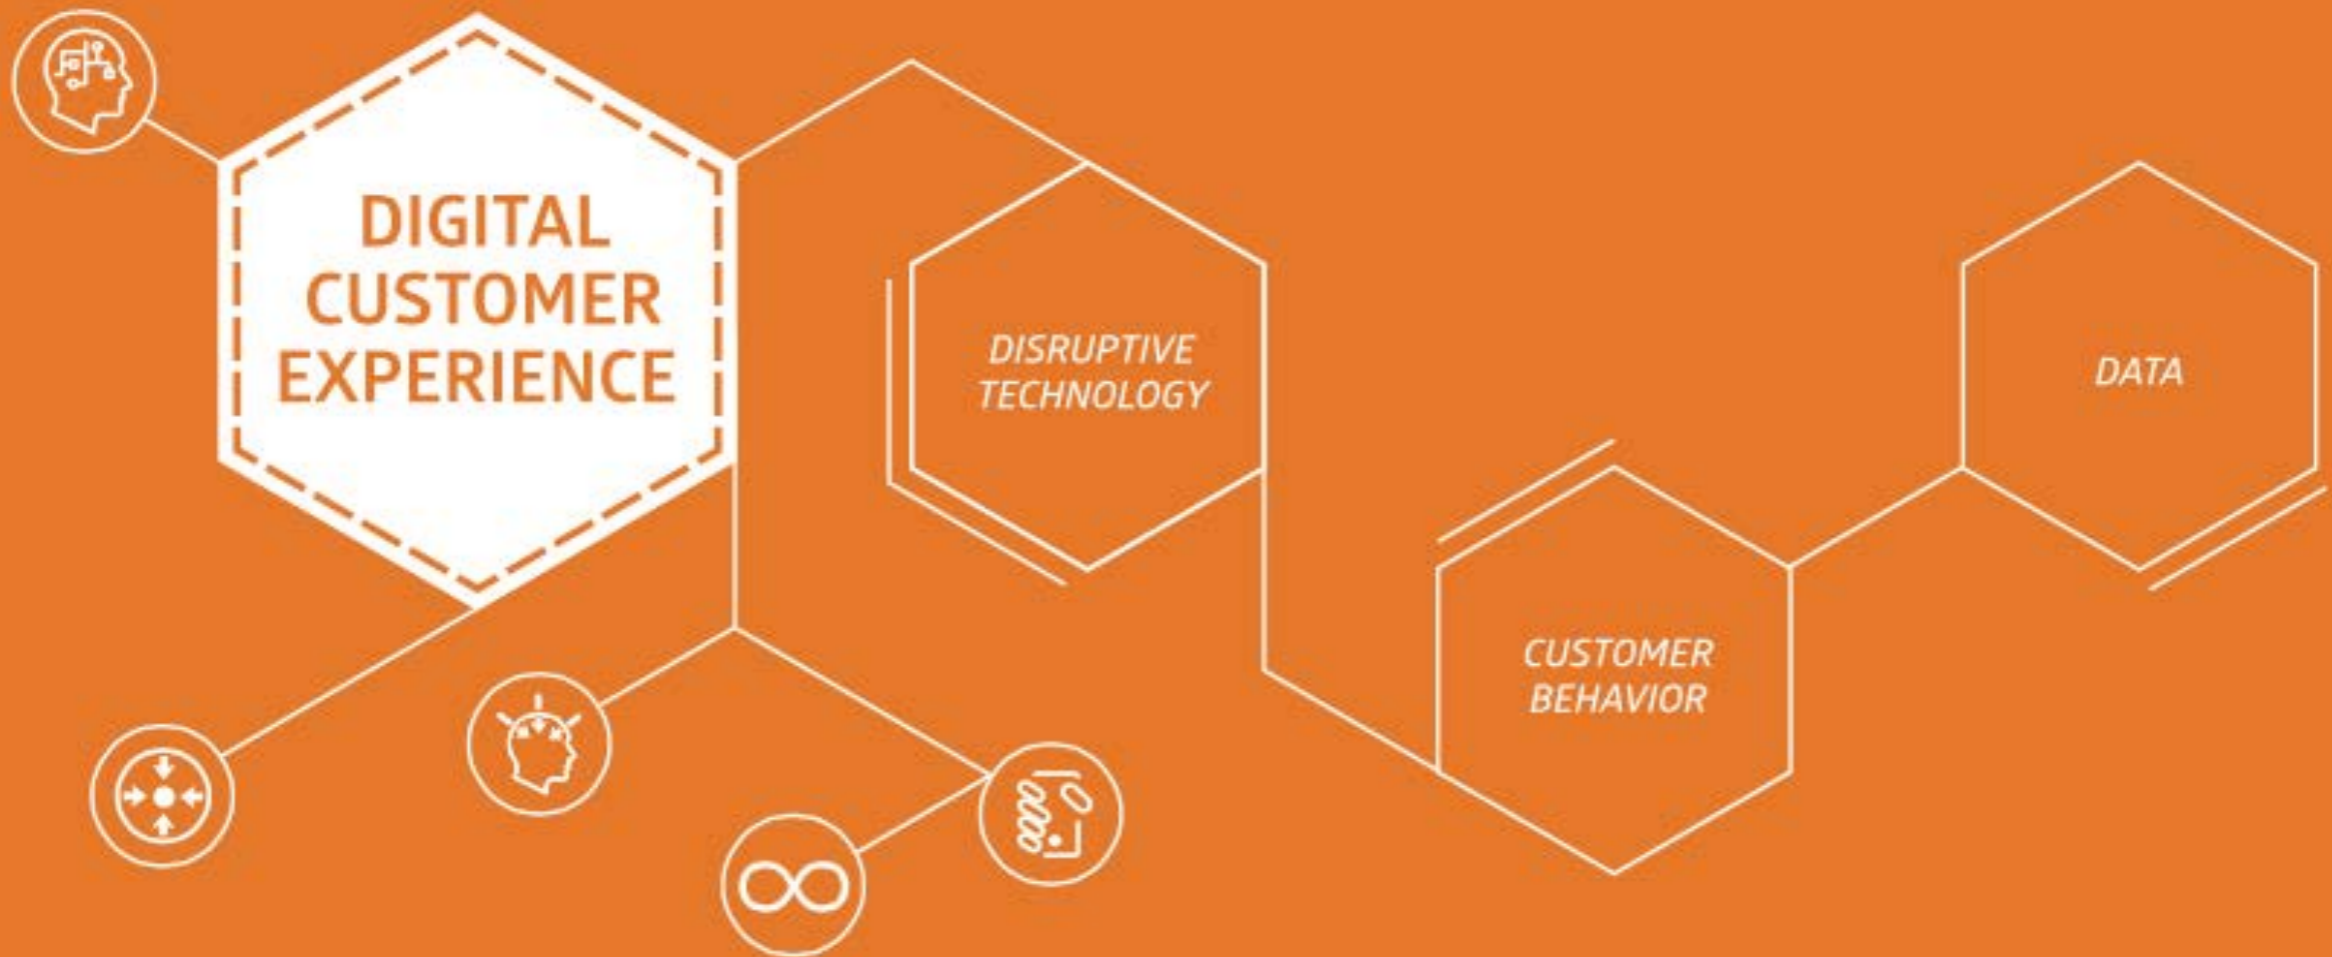 DIGITAL
CUSTOMER
EXPERIENCE
DISRUPTIVE
TECHNOLOGY
CUSTOMER
BEHAVIOR
DATA